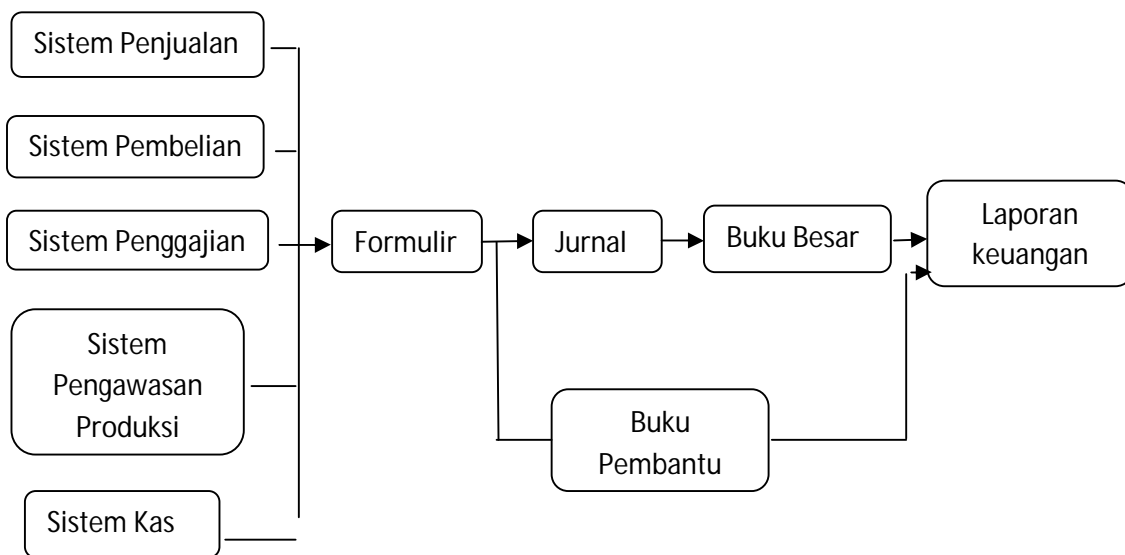 Sistem Penjualan
Sistem Pembelian
Sistem Penggajian
Sistem
Pengawasan
Produksi
Sistem Kas
Formulir
Jurnal
Buku Besar
Buku
Pembantu
Laporan
keuangan